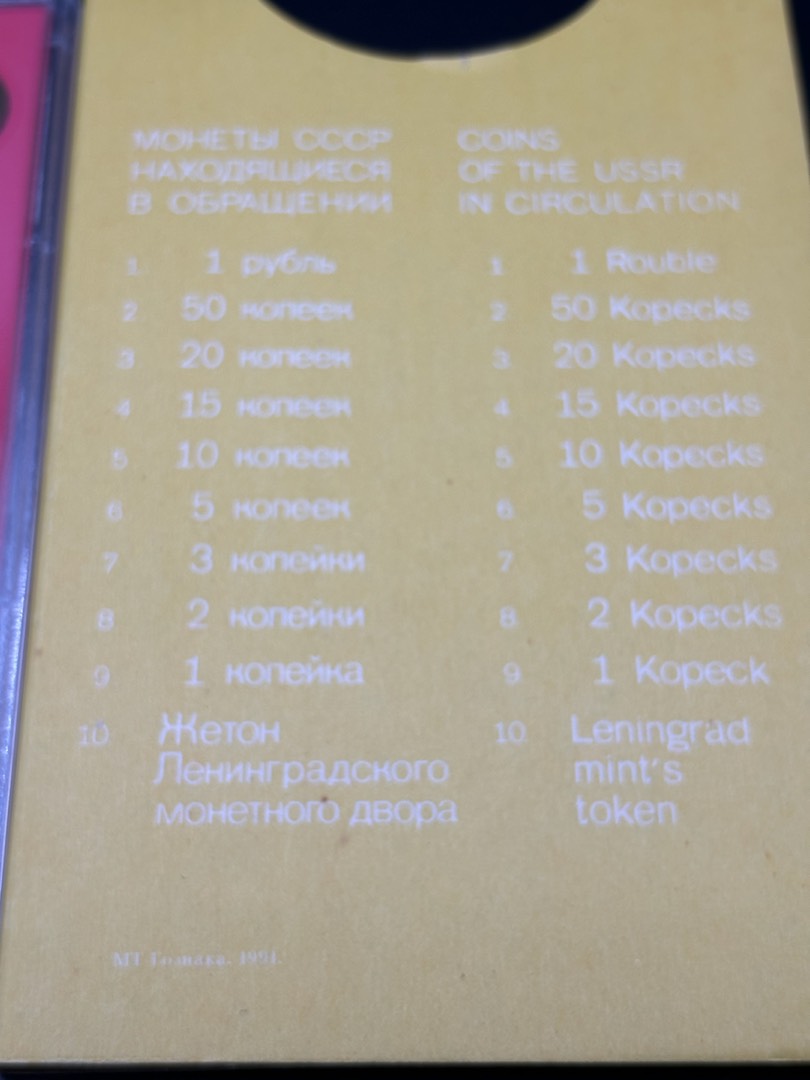 МОНЕТЫ СССР
НАХОДЯЩИЕСЯ
В ОБРАЩЕНИИ
1 1 рубль
2 50 копеек
3 20 копеек
4 15 копеек
5 10 копеек
6 5 копеек
7 3 копейки
8 2 копейки
9 1 копейка
10 Жетон
Ленинградского
монетного двора
COINS
OF THE USSR
IN CIRCULATION
1 1 Rouble
2 50 Kopecks
3 20 Kopecks
4 15 Kopecks
5 10 Kopecks
6 5 Kopecks
7 3 Kopecks
8 2 Kopecks
9 1 Kopeck
10 Leningrad
mint's
token
МТ Гознака. 1991.